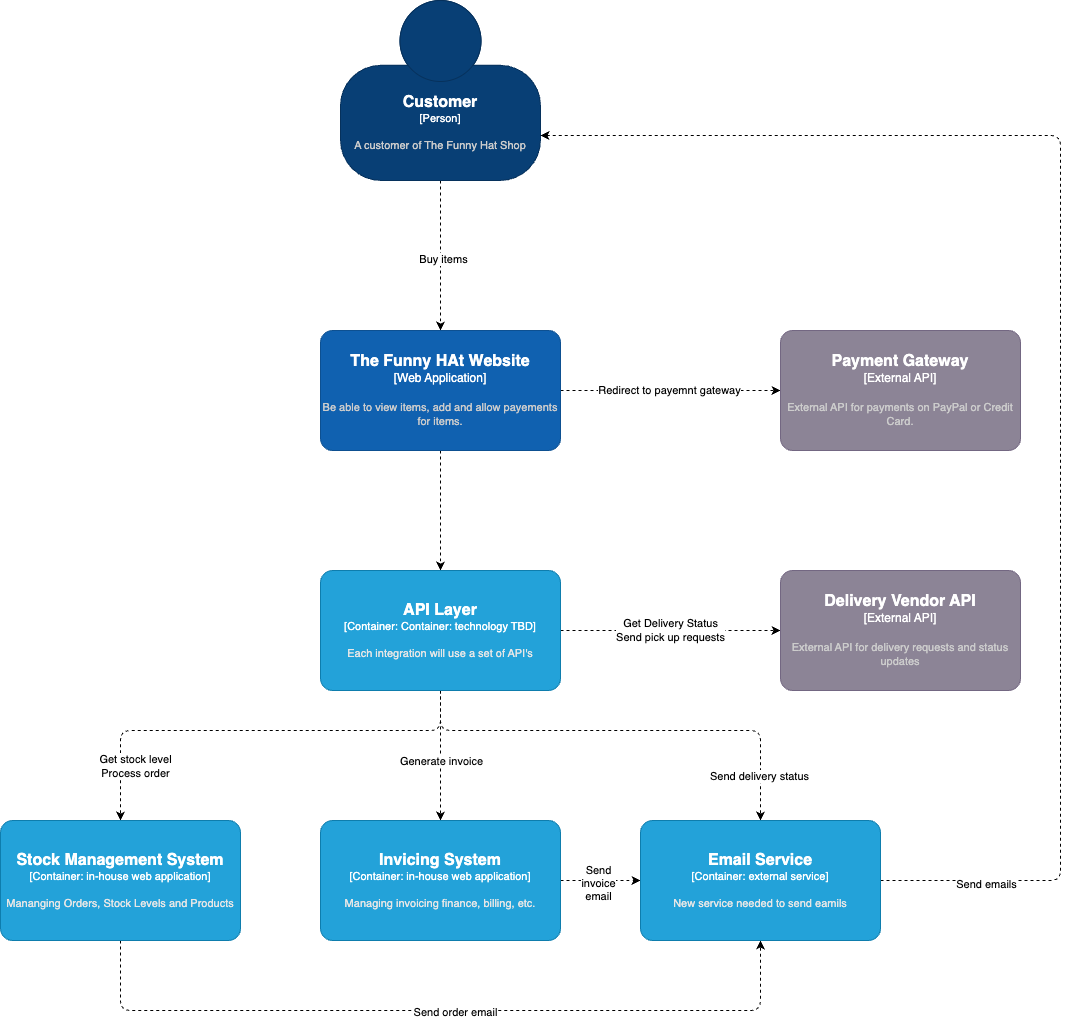 Customer
[Person]
A customer of The Funny Hat Shop
Buy items
The Funny HAt Website
[Web Application]
Be able to view items, add and allow payements
for items.
Redirect to payemnt gateway
Payment Gateway
[External API]
External API for payments on PayPal or Credit
Card.
API Layer
[Container: Container: technology TBD]
Each integration will use a set of API's
Get Delivery Status
Send pick up requests
Delivery Vendor API
[External API]
External API for delivery requests and status
updates
Get stock level
Process order
Generate invoice
Send delivery status
Stock Management System
[Container: in-house web application]
Mananging Orders, Stock Levels and Products
Invicing System
[Container: in-house web application]
Managing invoicing finance, billing, etc.
Send
invoice
email
Email Service
[Container: external service]
New service needed to send eamils
Send emails
Send order email